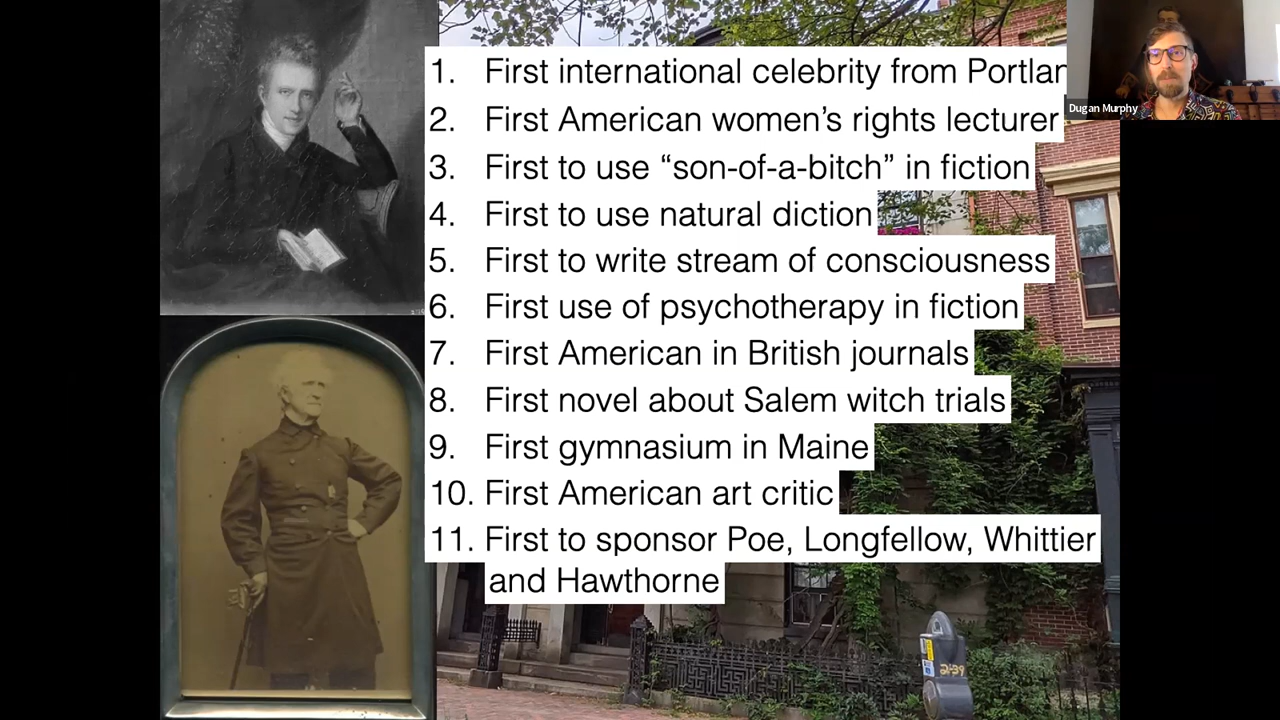 1. First international celebrity from Portlan
Dugan Murphy
2. First American women’s rights lecturer
3. First to use “son-of-a-bitch” in fiction
4. First to use natural diction
5. First to write stream of consciousness
6. First use of psychotherapy in fiction
7. First American in British journals
8. First novel about Salem witch trials
9. First gymnasium in Maine
10. First American art critic
11. First to sponsor Poe, Longfellow, Whittier
and Hawthorne